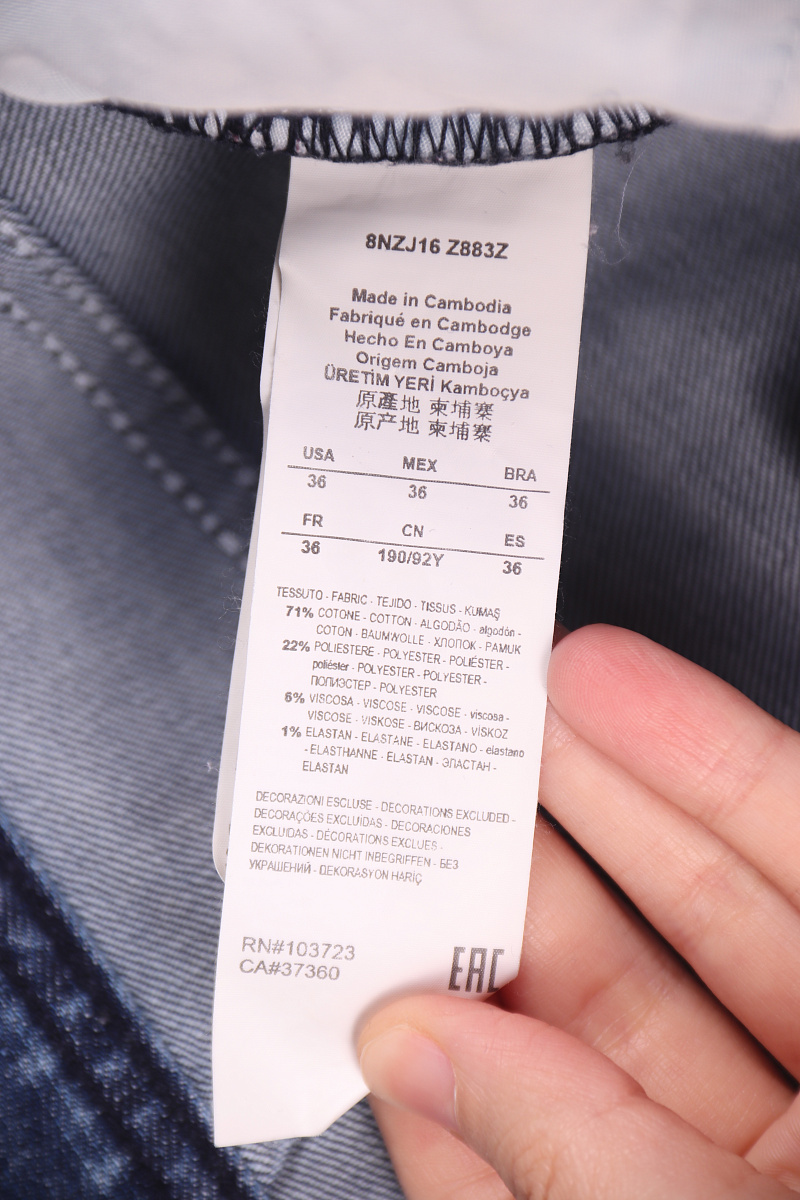 8NZJ16 Z883Z
Made in Cambodia
Fabriqué en Cambodge
Hecho En Camboya
Origem Camboja
ÜRETİM YERİ Kamboçya
原產地 柬埔寨
原产地 柬埔寨
USA MEX BRA
36 36 36
FR CN ES
36 190/92Y 36
TESSUTO - FABRIC - TEJIDO - TISSUS - KUMAŞ
71% COTONE - COTTON - ALGODÃO - algodón -
COTON - BAUMWOLLE - ХЛОПОК - PAMUK
22% POLIESTERE - POLYESTER - POLIÉSTER -
poliéster - POLYESTER - POLYESTER -
ПОЛИЭСТЕР - POLYESTER
6% VISCOSA - VISCOSE - VISCOSE - viscosa -
VISCOSE - VISKOSE - ВИСКОЗА - VİSKOZ
1% ELASTAN - ELASTANE - ELASTANO - elastano
- ELASTHANNE - ELASTAN - ЭЛАСТАН -
ELASTAN
DECORAZIONI ESCLUSE - DECORATIONS EXCLUDED -
DECORAÇÕES EXCLUÍDAS - DECORACIONES
EXCLUIDAS - DÉCORATIONS EXCLUES -
DEKORATIONEN NICHT INBEGRIFFEN - БЕЗ
УКРАШЕНИЙ - DEKORASYON HARİÇ
RN#103723
CA#37360
EAC